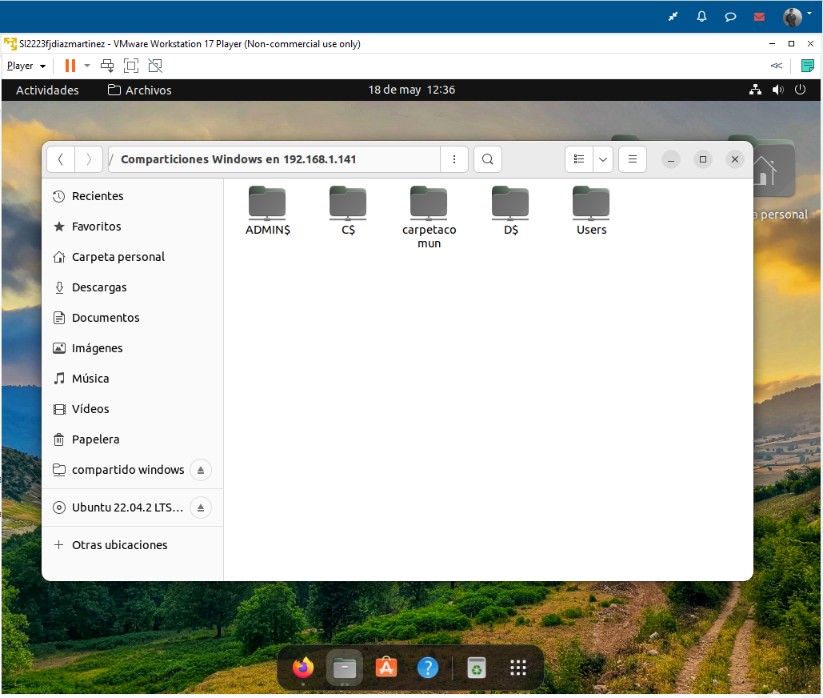 SI2223fjdiazmartinez - VMware Workstation 17 Player (Non-commercial use only)
Player
Actividades
Archivos
18 de may 12:36
/ Comparticiones Windows en 192.168.1.141
Recientes
Favoritos
Carpeta personal
Descargas
Documentos
Imágenes
Música
Vídeos
Papelera
compartido windows
Ubuntu 22.04.2 LTS…
Otras ubicaciones
ADMIN$
C$
carpetaco
mun
D$
Users
a personal